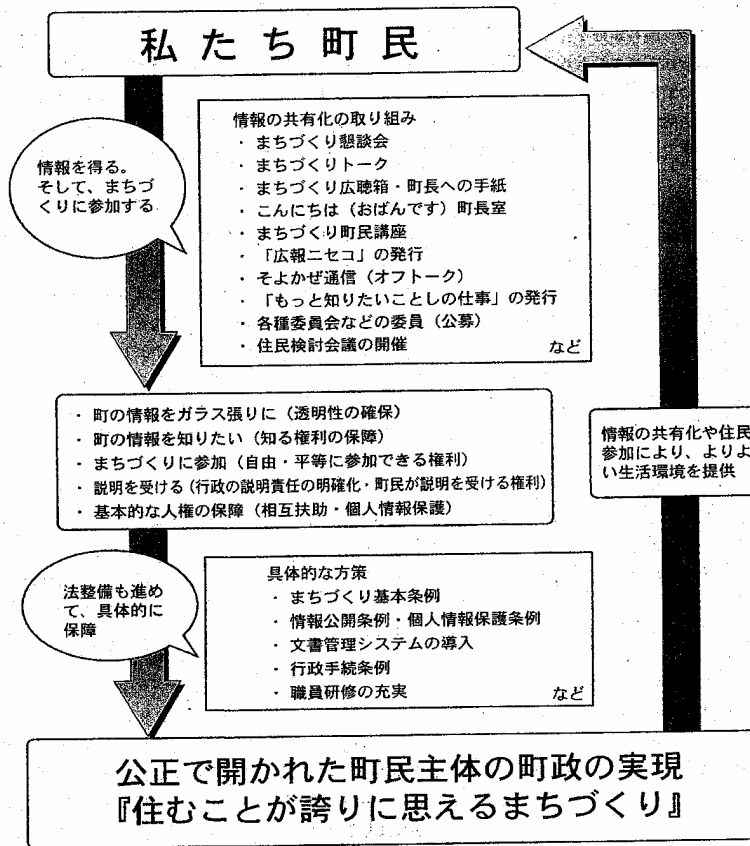 私たち町民
情報を得る。
そして、まちづ
くりに参加する
情報の共有化の取り組み
・ まちづくり懇談会
・ まちづくりトーク
・ まちづくり広聴箱・町長への手紙
・ こんにちは（おばんです）町長室
・ まちづくり町民講座
・ 「広報ニセコ」の発行
・ そよかぜ通信（オフトーク）
・ 「もっと知りたいことしの仕事」の発行
・ 各種委員会などの委員（公募）
・ 住民検討会議の開催
など
・ 町の情報をガラス張りに（透明性の確保）
・ 町の情報を知りたい（知る権利の保障）
・ まちづくりに参加（自由・平等に参加できる権利）
・ 説明を受ける（行政の説明責任の明確化・町民が説明を受ける権利）
・ 基本的な人権の保障（相互扶助・個人情報保護）
情報の共有化や住民
参加により、よりよ
い生活環境を提供
法整備も進め
て、具体的に
保障
具体的な方策
・ まちづくり基本条例
・ 情報公開条例・個人情報保護条例
・ 文書管理システムの導入
・ 行政手続条例
・ 職員研修の充実
など
公正で開かれた町民主体の町政の実現
『住むことが誇りに思えるまちづくり』